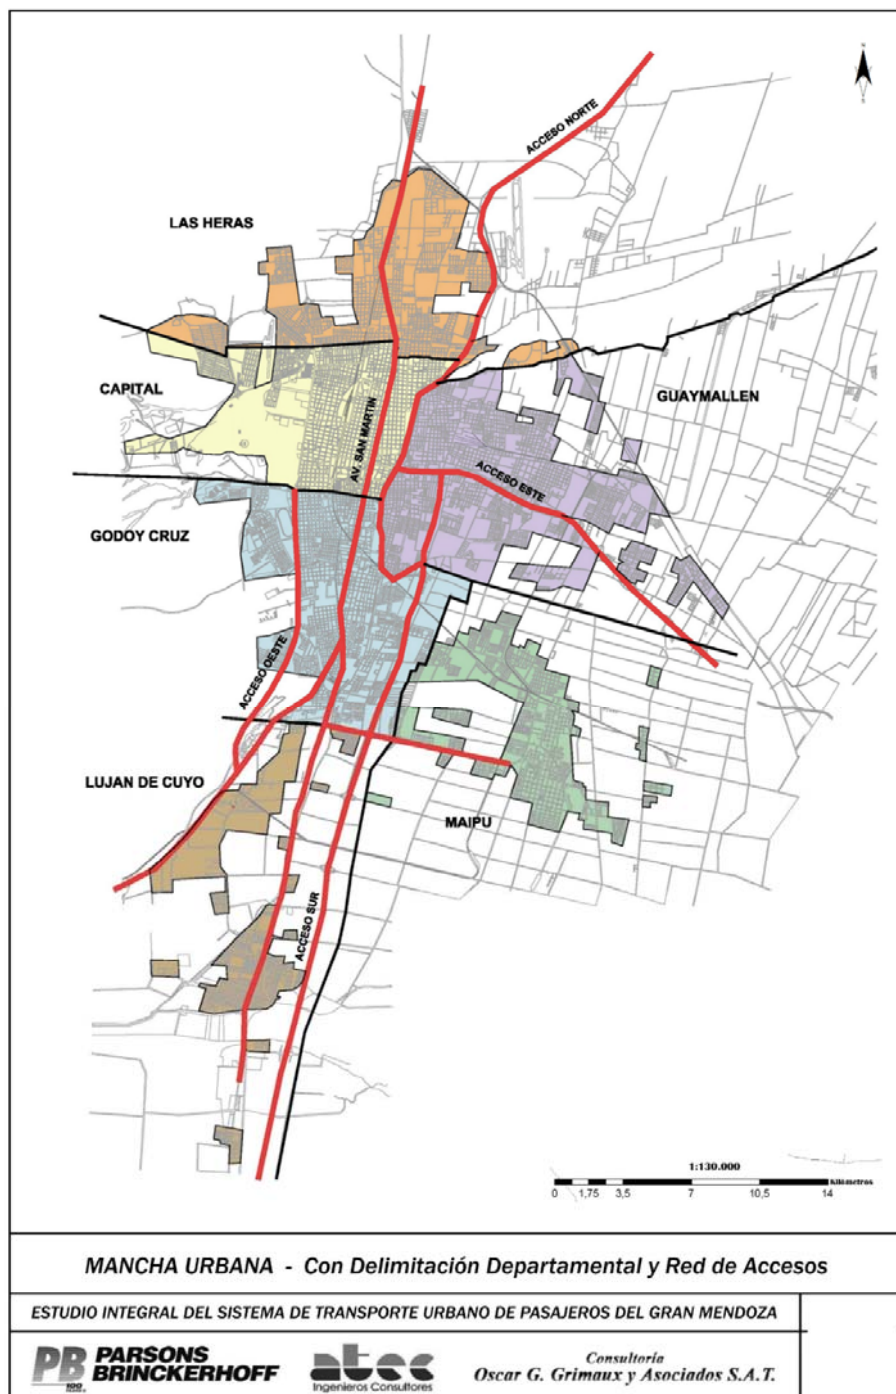 N
S
ACCESO NORTE
LAS HERAS
CAPITAL
AV. SAN MARTIN
GUAYMALLEN
ACCESO ESTE
GODOY CRUZ
ACCESO OESTE
LUJAN DE CUYO
MAIPU
ACCESO SUR
1:130.000
Kilómetros
0 1,75 3,5 7 10,5 14
MANCHA URBANA - Con Delimitación Departamental y Red de Accesos
ESTUDIO INTEGRAL DEL SISTEMA DE TRANSPORTE URBANO DE PASAJEROS DEL GRAN MENDOZA
PB PARSONS
BRINCKERHOFF
100
atec
Ingenieros Consultores
Consultoría
Oscar G. Grimaux y Asociados S.A.T.